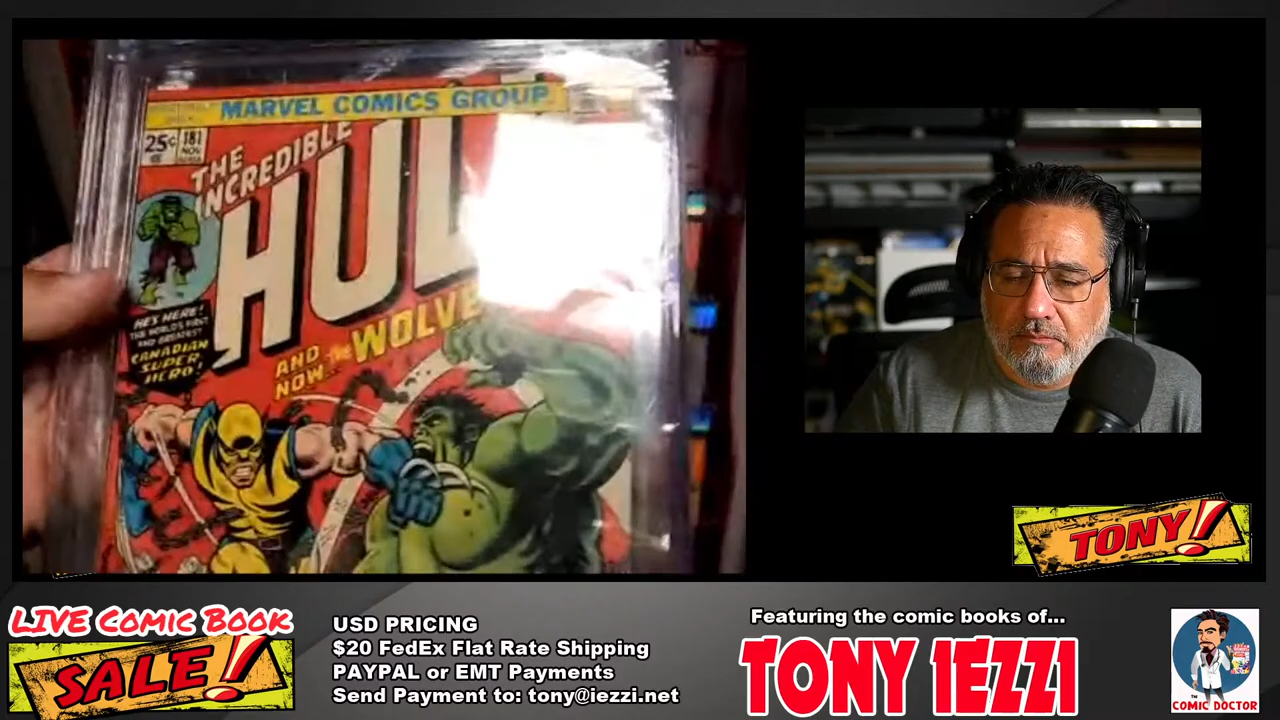 MARVEL COMICS GROUP
25¢
181
NOV
THE
INCREDIBLE
HUL
HE'S HERE!
THE WORLD'S FIRST
AND GREATEST
CANADIAN
SUPER
HERO!
AND
NOW...
the
WOLVE
TONY!
LIVE Comic Book
SALE!
USD PRICING
$20 FedEx Flat Rate Shipping
PAYPAL or EMT Payments
Send Payment to: tony@iezzi.net
Featuring the comic books of...
TONY IEZZI
THE
COMIC DOCTOR